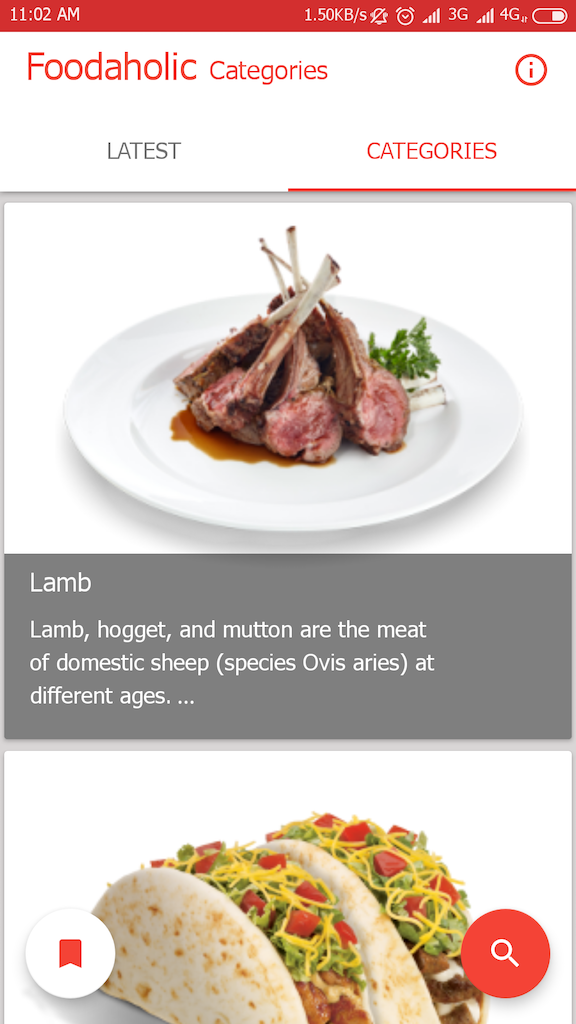 11:02 AM 1.50KB/s 3G 4G
Foodaholic Categories
LATEST CATEGORIES
Lamb
Lamb, hogget, and mutton are the meat
of domestic sheep (species Ovis aries) at
different ages. ...